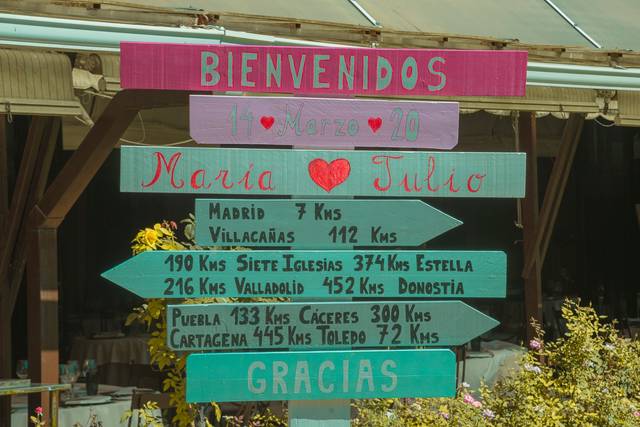 BIENVENIDOS
14 ♥ Marzo ♥ 20
María ♥ Julio
MADRID 7 KMS
VILLACAÑAS 112 KMS
190 KMS SIETE IGLESIAS 374 KMS ESTELLA
216 KMS VALLADOLID 452 KMS DONOSTIA
PUEBLA 133 KMS CÁCERES 300 KMS
CARTAGENA 445 KMS TOLEDO 72 KMS
GRACIAS